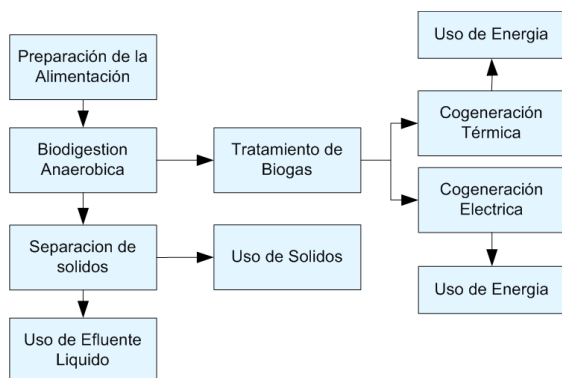 Preparación de la
Alimentación
Biodigestion
Anaerobica
Separacion de
solidos
Uso de Efluente
Liquido
Tratamiento de
Biogas
Uso de Solidos
Uso de Energia
Cogeneración
Térmica
Cogeneración
Electrica
Uso de Energia